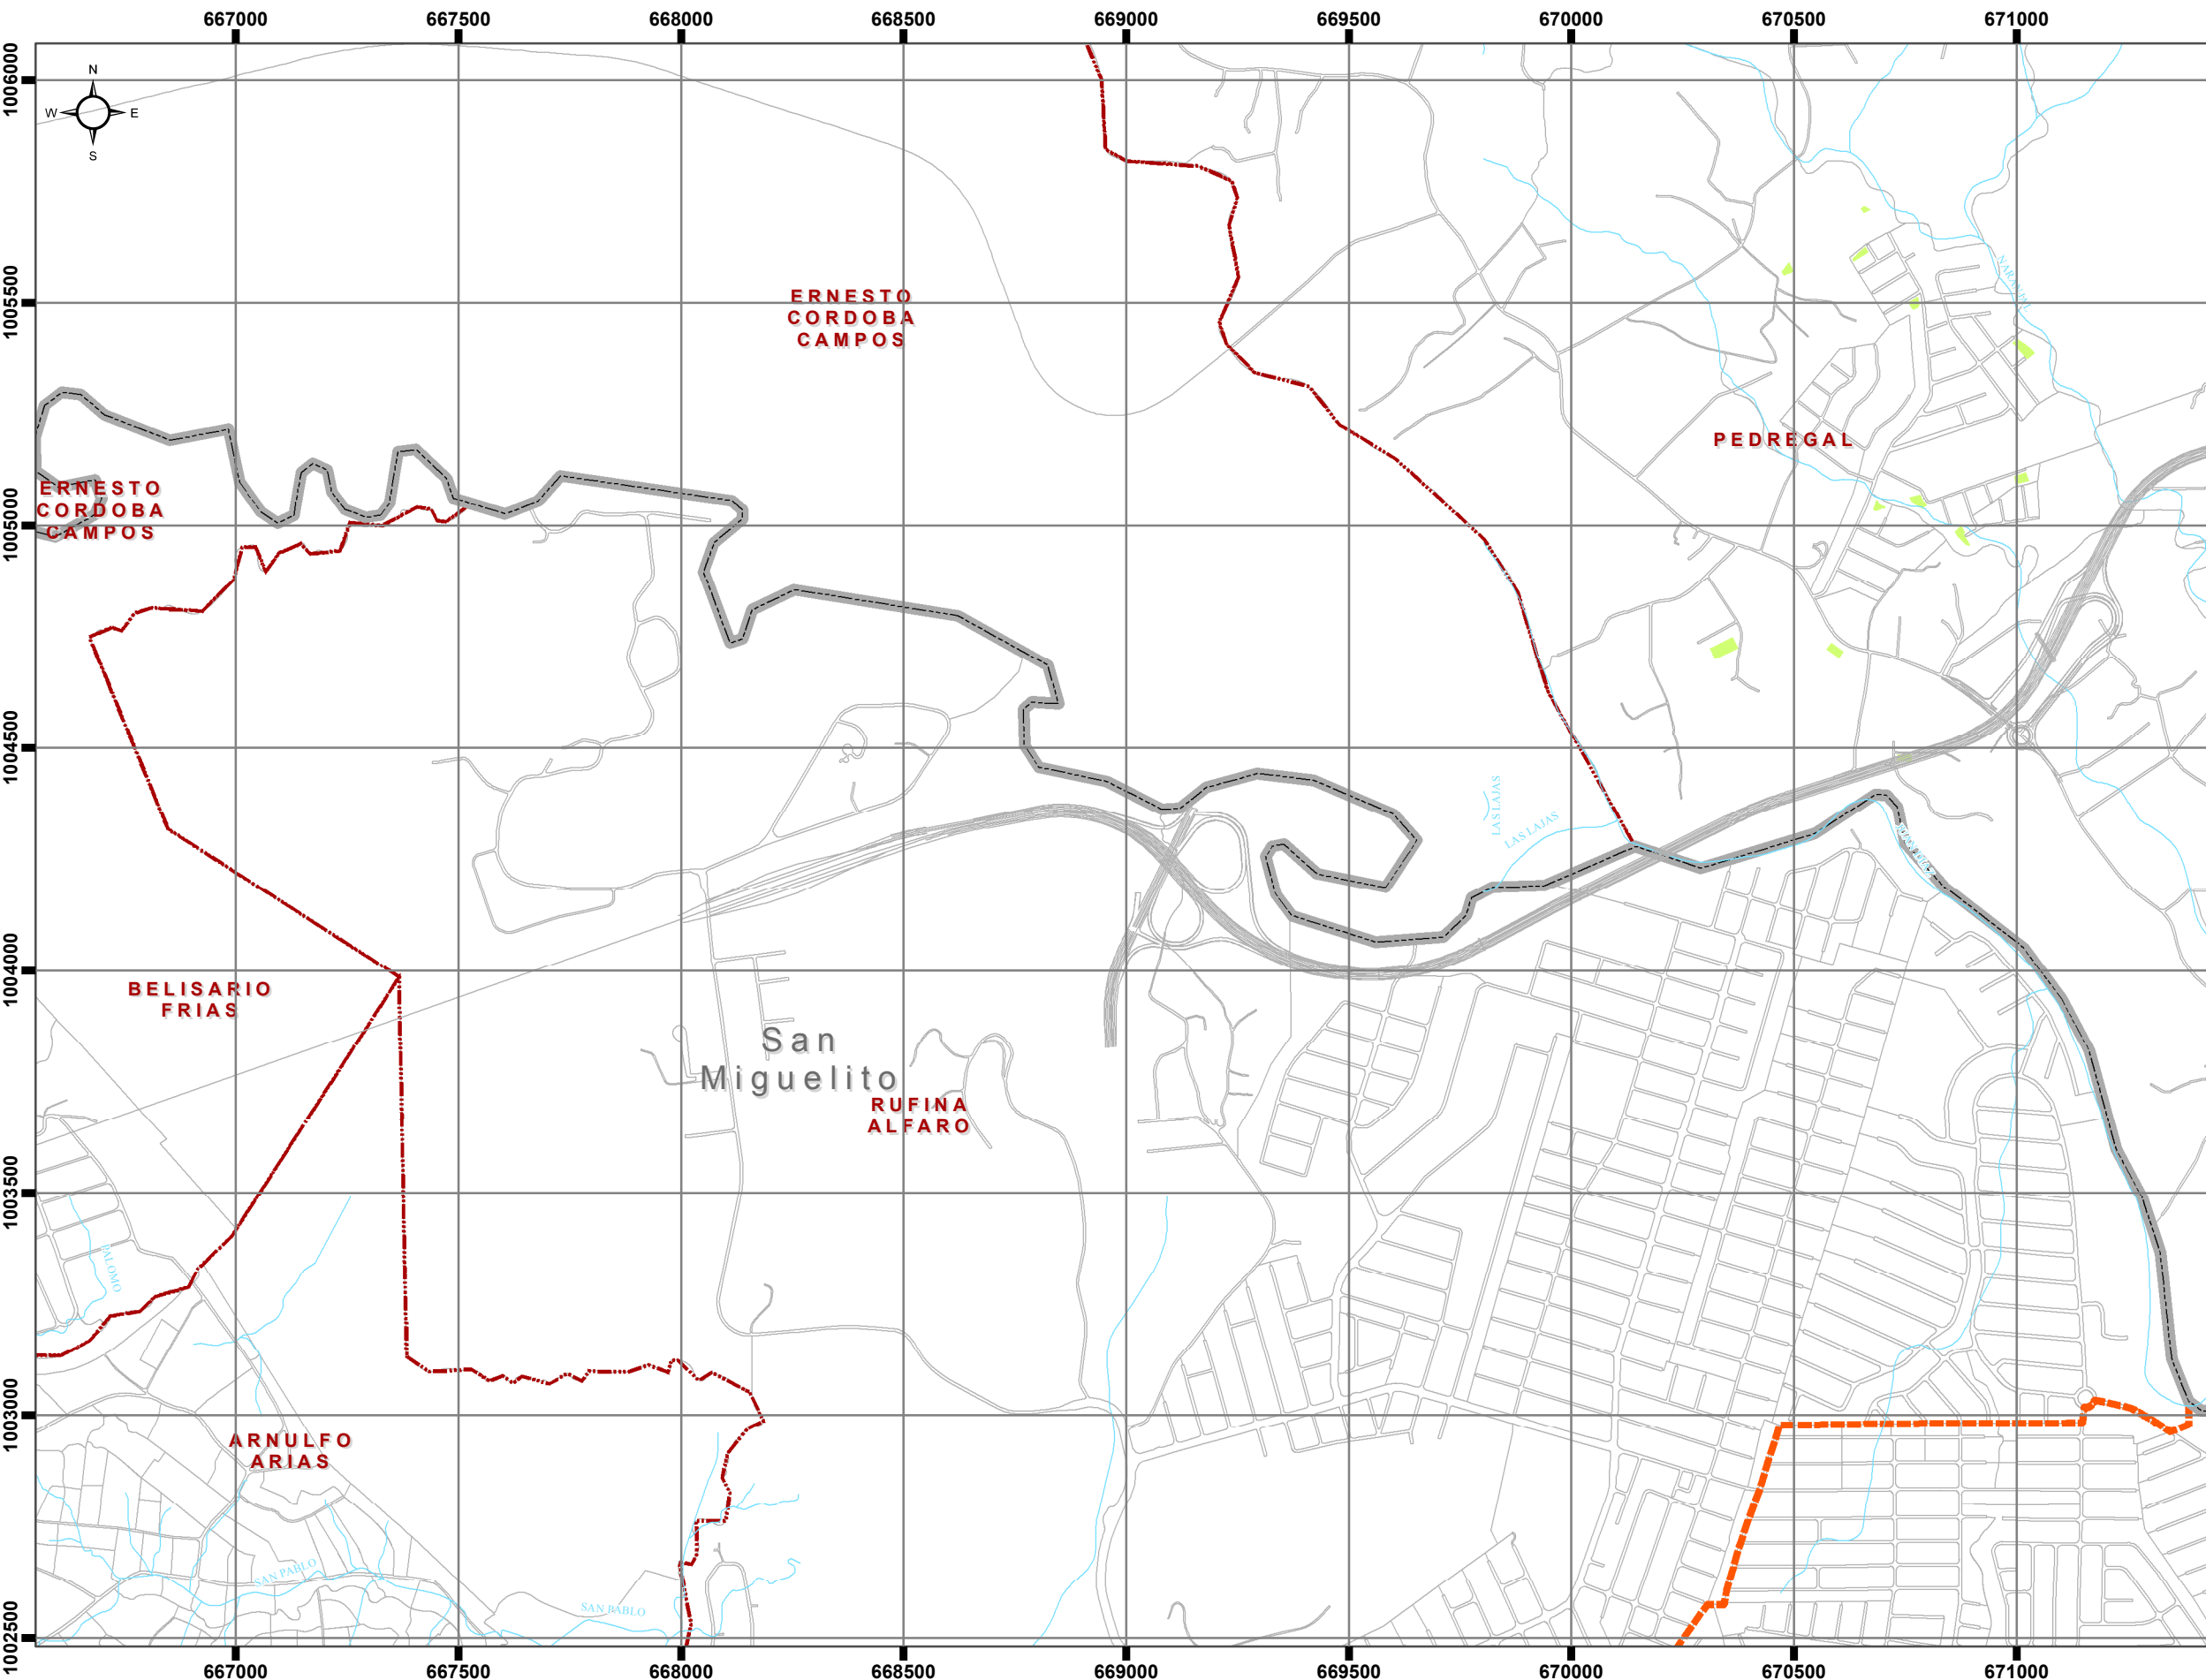 667000 667500 668000 668500 669000 669500 670000 670500 671000
1006000
N
W E
S
1005500
ERNESTO
CORDOBA
CAMPOS
NARANJAL
PEDREGAL
ERNESTO
CORDOBA
CAMPOS
1005000
1004500
LAS LAJAS
LAS LAJAS
1004000
BELISARIO
FRIAS
San
Miguelito
RUFINA
ALFARO
1003500
PALOMO
1003000
ARNULFO
ARIAS
SAN PABLO
SAN PABLO
1002500
667000 667500 668000 668500 669000 669500 670000 670500 671000